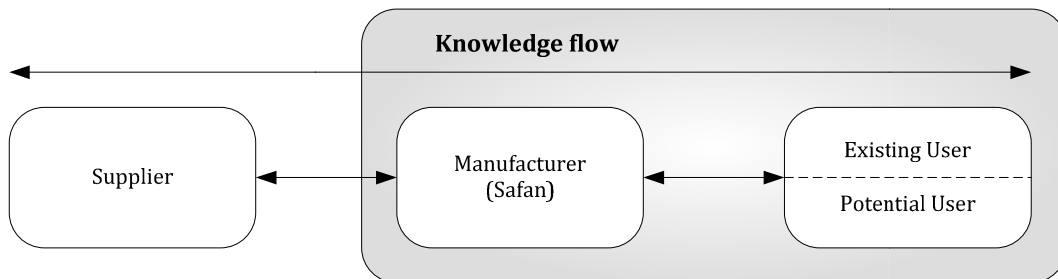 Knowledge flow
Supplier
Manufacturer
(Safan)
Existing User
Potential User